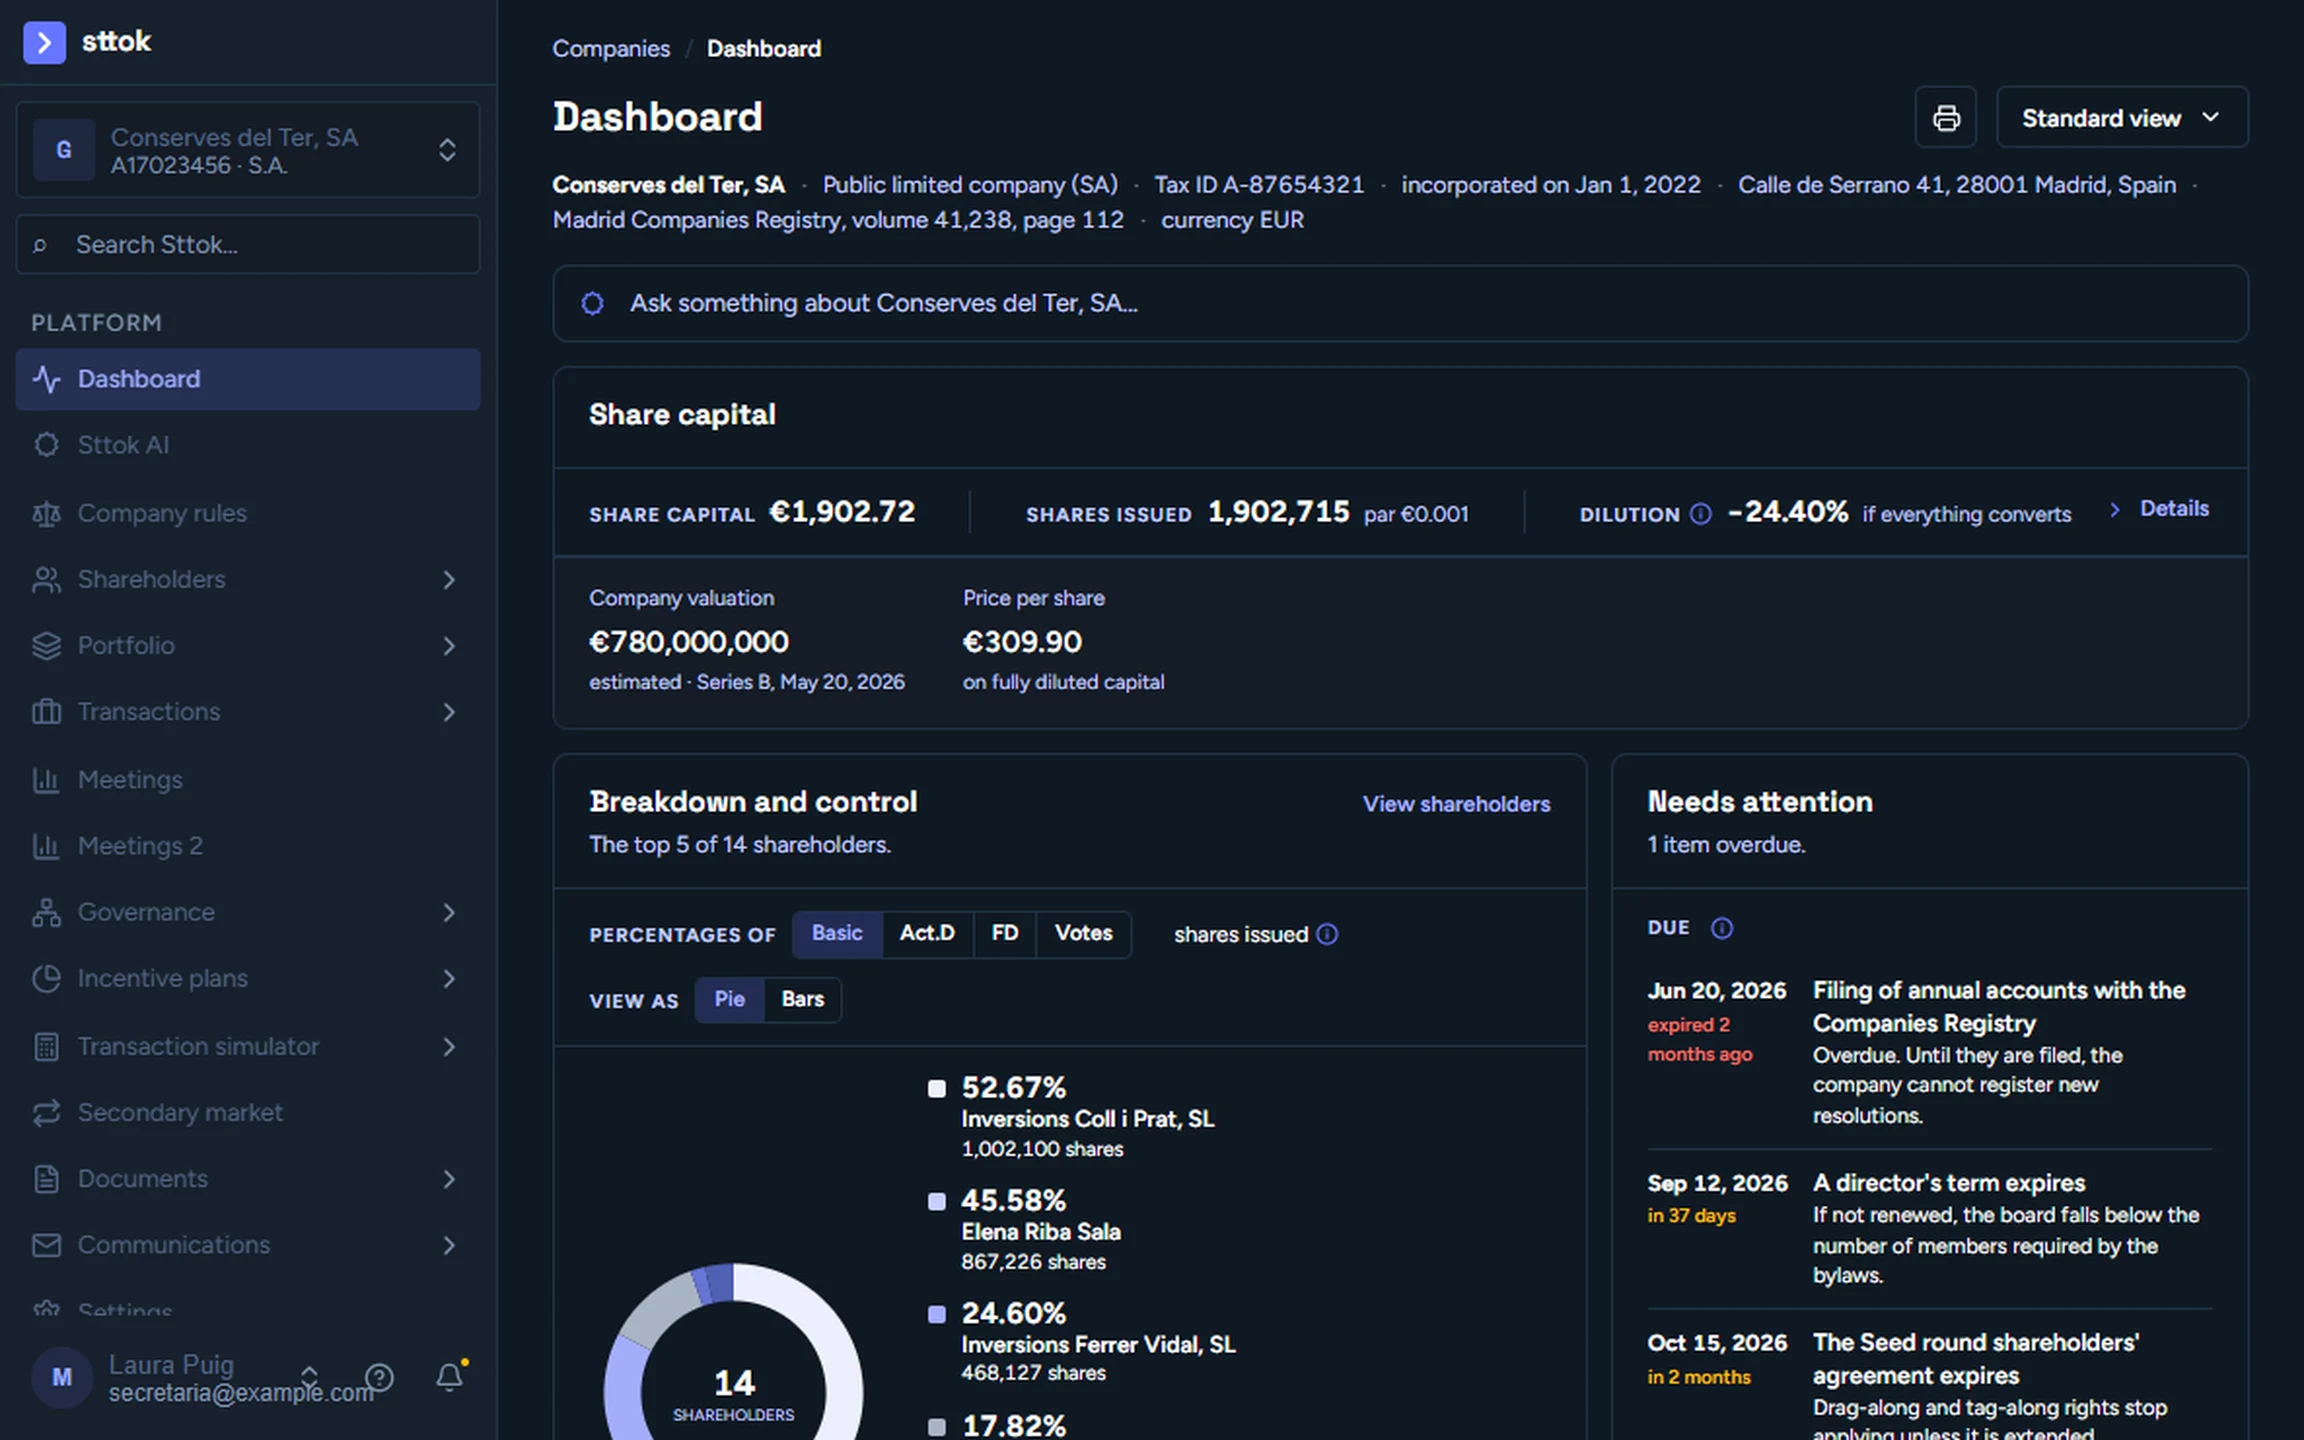 sttok
G
Conserves del Ter, SA
A17023456 · S.A.
Search Sttok...
PLATFORM
Dashboard
Sttok AI
Company rules
Shareholders
Portfolio
Transactions
Meetings
Meetings 2
Governance
Incentive plans
Transaction simulator
Secondary market
Documents
Communications
Settings
M
Laura Puig
secretaria@example.com
Companies / Dashboard
Dashboard
Standard view
Conserves del Ter, SA · Public limited company (SA) · Tax ID A-87654321 · incorporated on Jan 1, 2022 · Calle de Serrano 41, 28001 Madrid, Spain ·
Madrid Companies Registry, volume 41,238, page 112 · currency EUR
Ask something about Conserves del Ter, SA...
Share capital
SHARE CAPITAL €1,902.72
SHARES ISSUED 1,902,715 par €0.001
DILUTION -24.40% if everything converts
Details
Company valuation
€780,000,000
estimated · Series B, May 20, 2026
Price per share
€309.90
on fully diluted capital
Breakdown and control
View shareholders
The top 5 of 14 shareholders.
PERCENTAGES OF Basic Act.D FD Votes shares issued
VIEW AS Pie Bars
14
SHAREHOLDERS
52.67%
Inversions Coll i Prat, SL
1,002,100 shares
45.58%
Elena Riba Sala
867,226 shares
24.60%
Inversions Ferrer Vidal, SL
468,127 shares
17.82%
Needs attention
1 item overdue.
DUE
Jun 20, 2026
expired 2
months ago
Filing of annual accounts with the
Companies Registry
Overdue. Until they are filed, the
company cannot register new
resolutions.
Sep 12, 2026
in 37 days
A director's term expires
If not renewed, the board falls below the
number of members required by the
bylaws.
Oct 15, 2026
in 2 months
The Seed round shareholders'
agreement expires
Drag-along and tag-along rights stop
applying unless it is extended